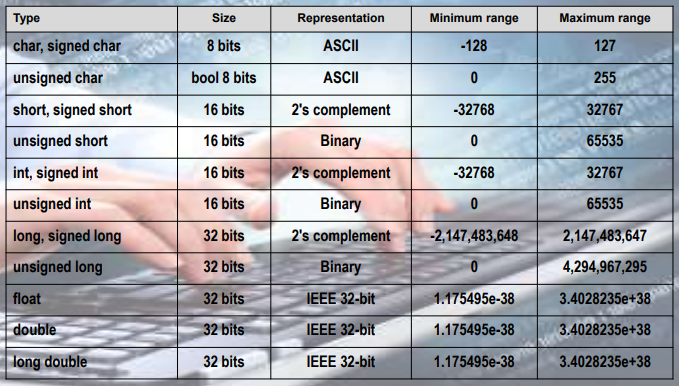 Type Size Representation Minimum range Maximum range
char, signed char 8 bits ASCII -128 127
unsigned char bool 8 bits ASCII 0 255
short, signed short 16 bits 2's complement -32768 32767
unsigned short 16 bits Binary 0 65535
int, signed int 16 bits 2's complement -32768 32767
unsigned int 16 bits Binary 0 65535
long, signed long 32 bits 2's complement -2,147,483,648 2,147,483,647
unsigned long 32 bits Binary 0 4,294,967,295
float 32 bits IEEE 32-bit 1.175495e-38 3.4028235e+38
double 32 bits IEEE 32-bit 1.175495e-38 3.4028235e+38
long double 32 bits IEEE 32-bit 1.175495e-38 3.4028235e+38